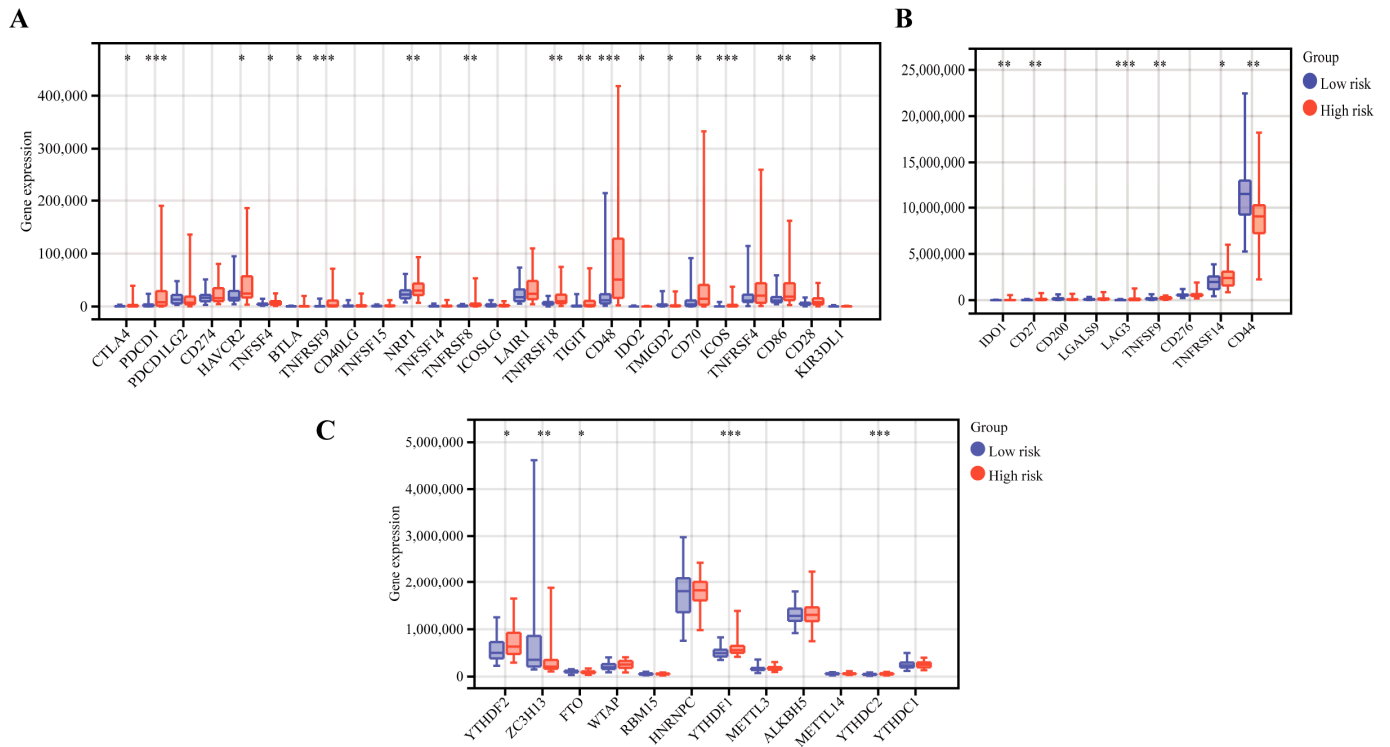 A
* *** * * * *** ** ** ** ** *** * * * *** ** *
Gene expression
400,000
300,000
200,000
100,000
0
CTLA4
PDCD1
PDCD1LG2
CD274
HAVCR2
TNFSF4
BTLA
TNFRSF9
CD40LG
TNFSF15
NRP1
TNFSF14
TNFRSF8
ICOSLG
LAIR1
TNFRSF18
TIGIT
CD48
IDO2
TMIGD2
CD70
ICOS
TNFRSF4
CD86
CD28
KIR3DL1
B
** ** *** ** * **
25,000,000
20,000,000
15,000,000
10,000,000
5,000,000
0
IDO1
CD27
CD200
LGALS9
LAG3
TNFSF9
CD276
TNFRSF14
CD44
Group
Low risk
High risk
C
* ** * *** ***
Gene expression
5,000,000
4,000,000
3,000,000
2,000,000
1,000,000
0
YTHDF2
ZC3H13
FTO
WTAP
RBM15
HNRNPC
YTHDF1
METTL3
ALKBH5
METTL14
YTHDC2
YTHDC1
Group
Low risk
High risk